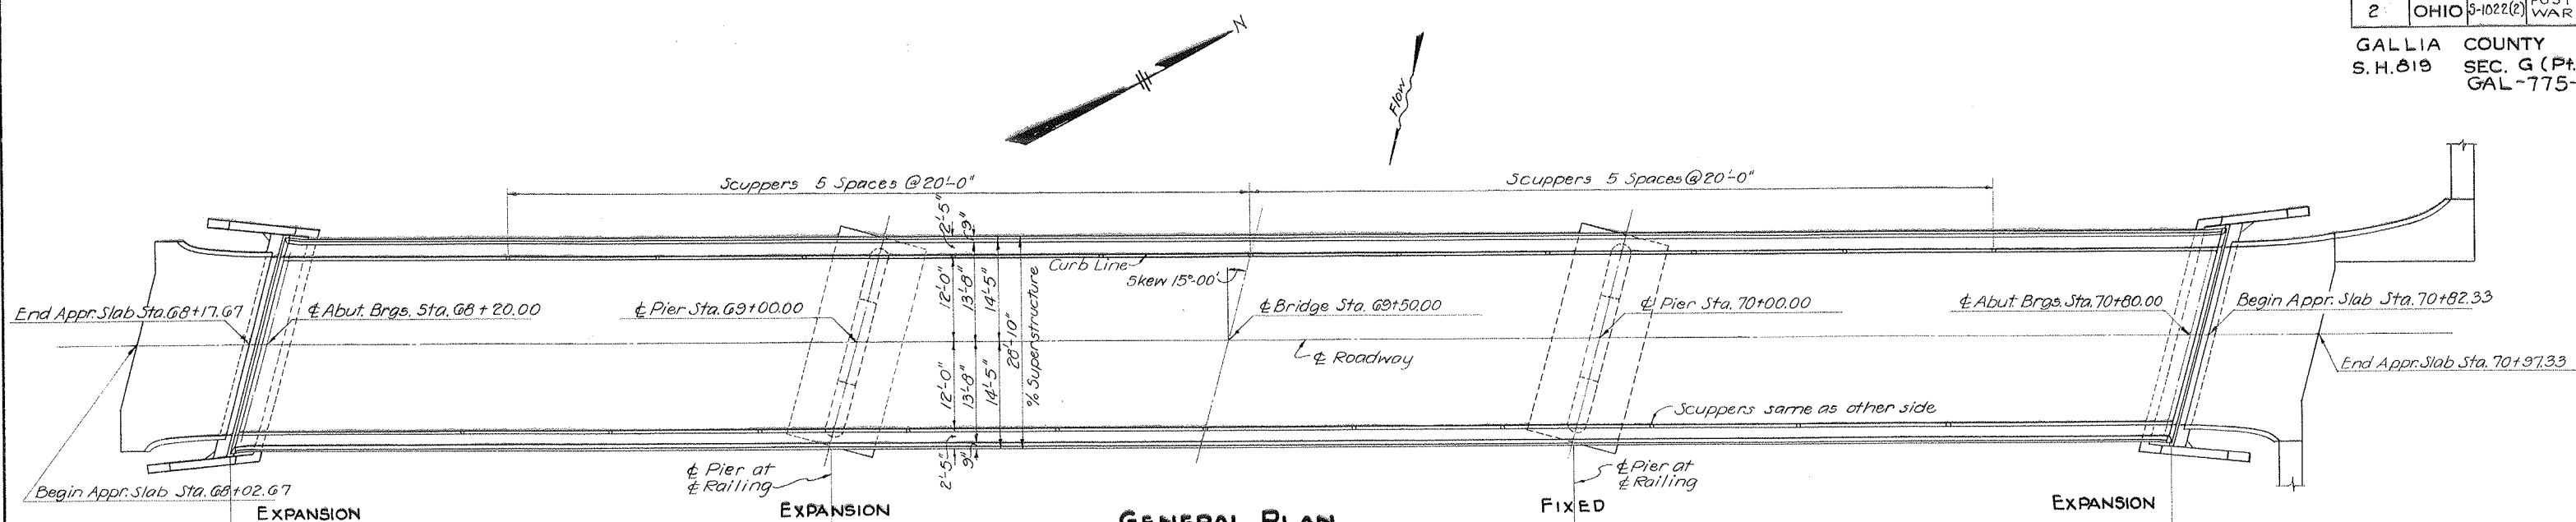 2 OHIO S-1022(2) WAR
GALLIA COUNTY
S.H. 819 SEC. G (Pt.
GAL-775-
N
Flow
Scuppers 5 Spaces @ 20'-0"
Scuppers 5 Spaces @ 20'-0"
2'-5"
9"
12'-0"
13'-8"
14'-5"
Curb Line
Skew 15°-00'
End Appr. Slab Sta. 68+17.67
℄ Abut. Brgs. Sta. 68+20.00
℄ Pier Sta. 69+00.00
℄ Bridge Sta. 69+50.00
℄ Pier Sta. 70+00.00
℄ Abut. Brgs. Sta. 70+80.00
Begin Appr. Slab Sta. 70+82.33
28'-10"
% Superstructure
℄ Roadway
End Appr. Slab Sta. 70+97.33
12'-0"
13'-8"
14'-5"
Scuppers same as other side
2'-5"
9"
℄ Pier at
℄ Railing
℄ Pier at
℄ Railing
Begin Appr. Slab Sta. 68+02.67
EXPANSION
EXPANSION
FIXED
EXPANSION
GENERAL PLAN